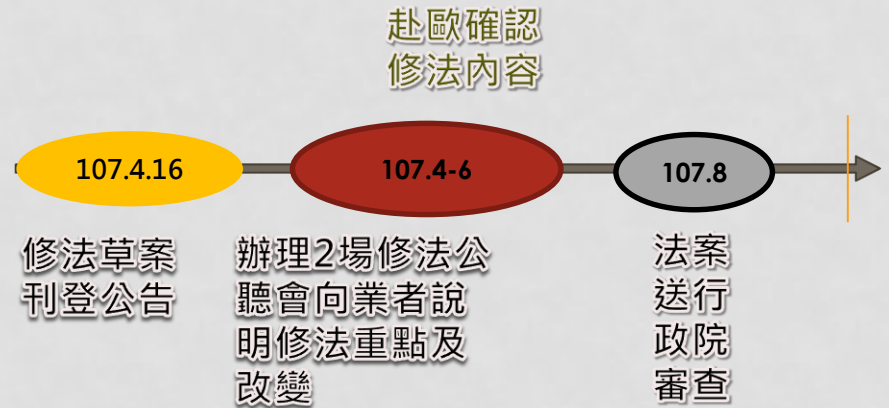 赴歐確認
修法內容
107.4.16
107.4-6
107.8
修法草案
刊登公告
辦理2場修法公
聽會向業者說
明修法重點及
改變
法案
送行
政院
審查